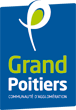 Grand
Poitiers
COMMUNAUTÉ D'AGGLOMÉRATION